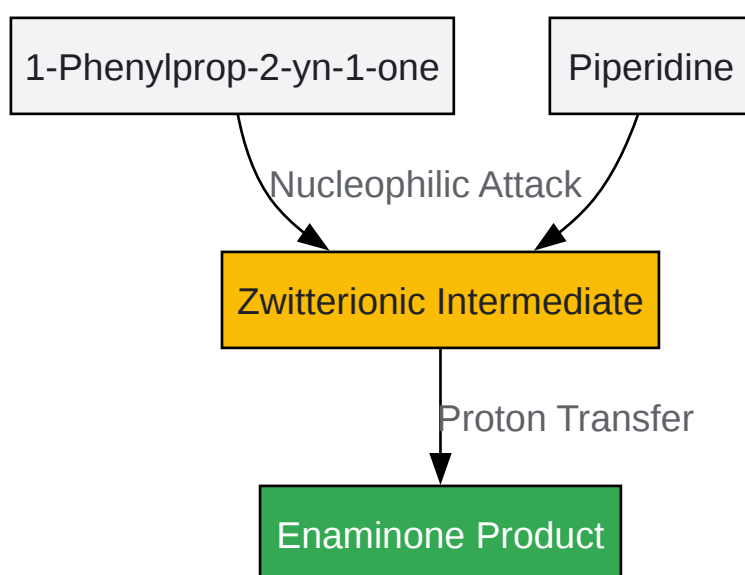 1-Phenylprop-2-yn-1-one
Piperidine
Nucleophilic Attack
Zwitterionic Intermediate
Proton Transfer
Enaminone Product